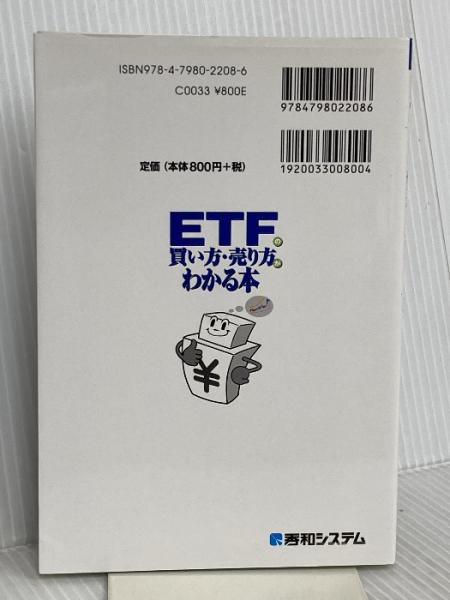 ISBN978-4-7980-2208-6
C0033 ¥800E
9784798022086
定価(本体800円+税)
1920033008004
ETFの
買い方・売り方が
わかる本
¥
秀和システム